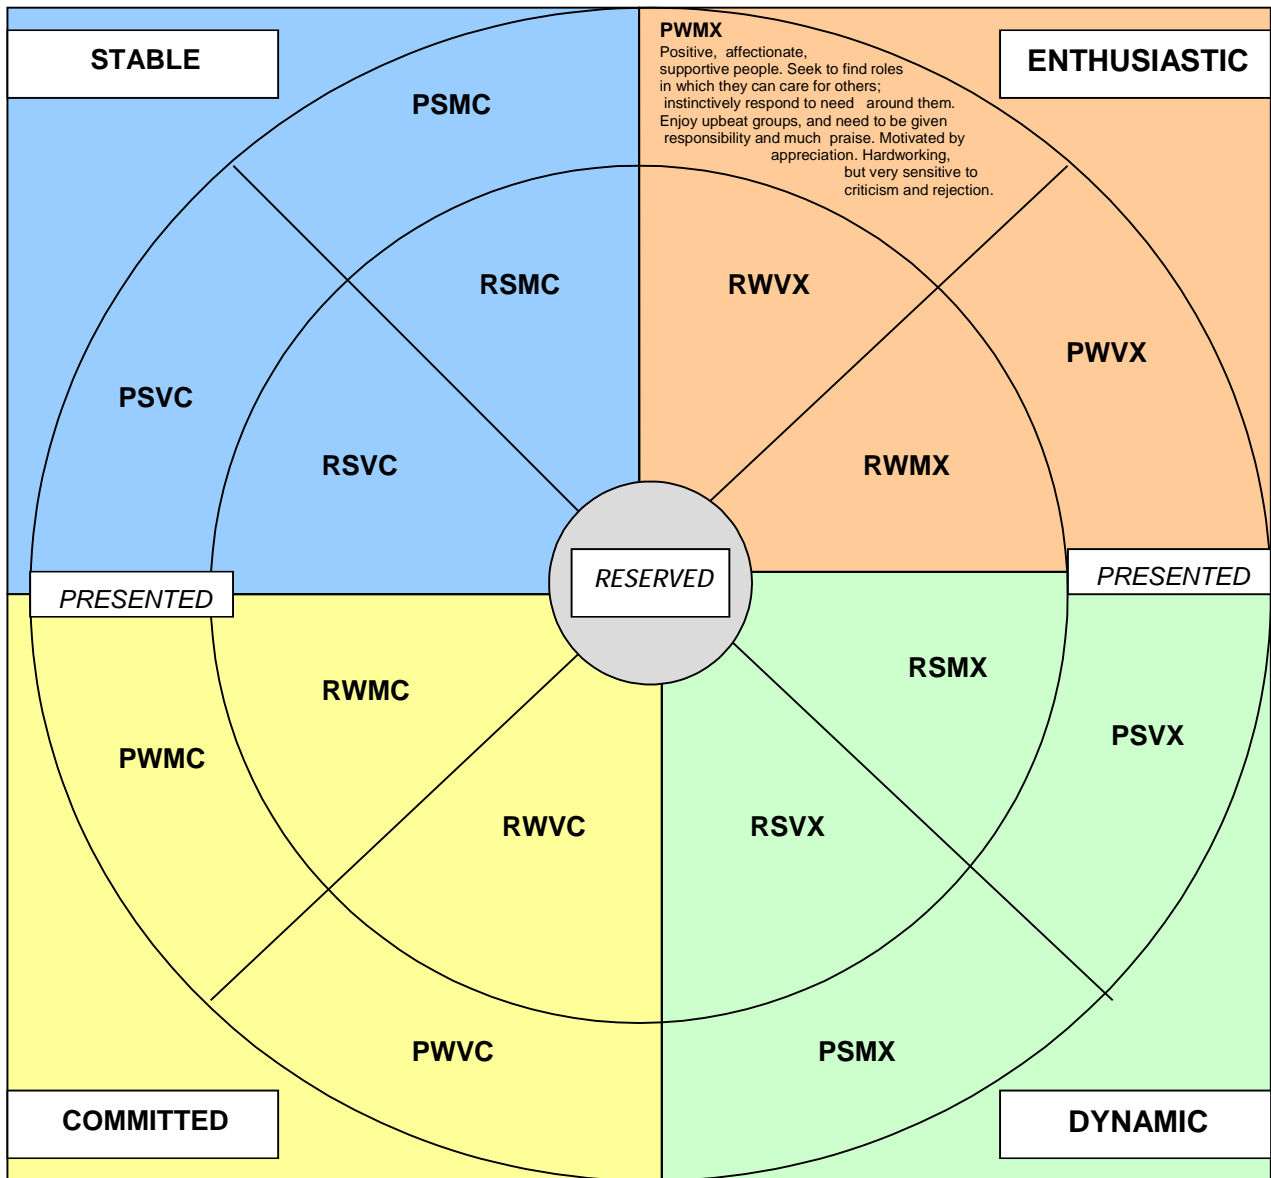 STABLE
PWMX
Positive, affectionate,
supportive people. Seek to find roles
in which they can care for others;
instinctively respond to need around them.
Enjoy upbeat groups, and need to be given
responsibility and much praise. Motivated by
appreciation. Hardworking,
but very sensitive to
criticism and rejection.
ENTHUSIASTIC
PSMC
RSMC
RWVX
PWVX
PSVC
RSVC
RWMX
PRESENTED
RESERVED
PRESENTED
RWMC
RSMX
PWMC
PSVX
RWVC
RSVX
PWVC
PSMX
COMMITTED
DYNAMIC